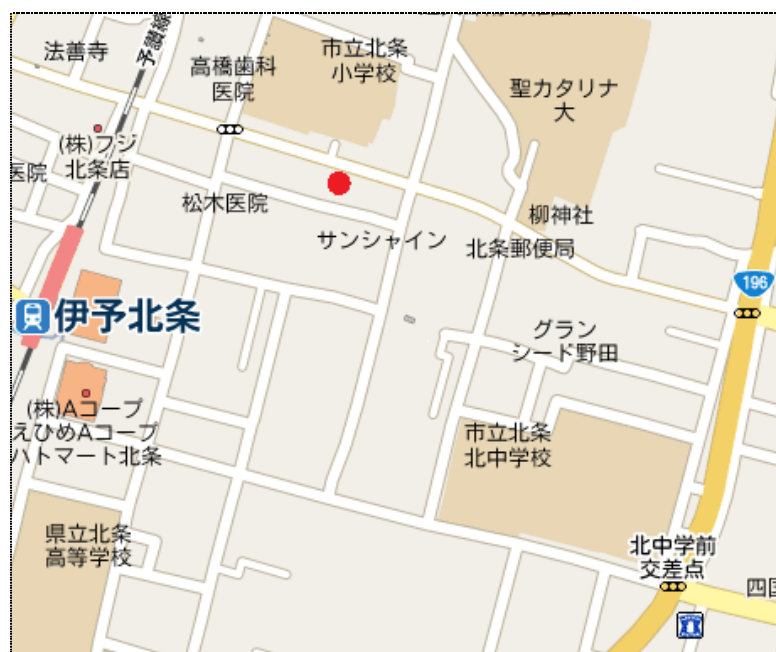 法善寺
予讃線
高橋歯科
医院
市立北条
小学校
聖カタリナ
大
(株)フジ
北条店
医院
松木医院
サンシャイン
柳神社
北条郵便局
196
伊予北条
グラン
シード野田
(株)Aコープ
えひめAコープ
ハトマート北条
市立北条
北中学校
県立北条
高等学校
北中学前
交差点
四国